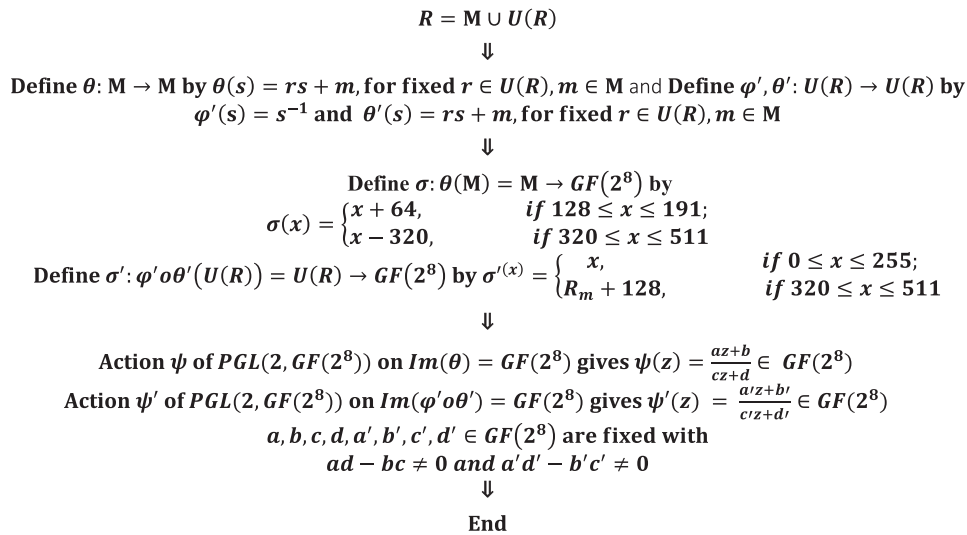 R = M ∪ U(R)
⇓
Define θ: M → M by θ(s) = rs + m, for fixed r ∈ U(R), m ∈ M and Define φ′, θ′: U(R) → U(R) by
φ′(s) = s⁻¹ and θ′(s) = rs + m, for fixed r ∈ U(R), m ∈ M
⇓
Define σ: θ(M) = M → GF(2⁸) by
σ(x) = { x + 64, if 128 ≤ x ≤ 191;
x − 320, if 320 ≤ x ≤ 511
Define σ′: φ′oθ′(U(R)) = U(R) → GF(2⁸) by σ′⁽ˣ⁾ = { x, if 0 ≤ x ≤ 255;
Rₘ + 128, if 320 ≤ x ≤ 511
⇓
Action ψ of PGL(2, GF(2⁸)) on Im(θ) = GF(2⁸) gives ψ(z) = (az+b)/(cz+d) ∈ GF(2⁸)
Action ψ′ of PGL(2, GF(2⁸)) on Im(φ′oθ′) = GF(2⁸) gives ψ′(z) = (a′z+b′)/(c′z+d′) ∈ GF(2⁸)
a, b, c, d, a′, b′, c′, d′ ∈ GF(2⁸) are fixed with
ad − bc ≠ 0 and a′d′ − b′c′ ≠ 0
⇓
End